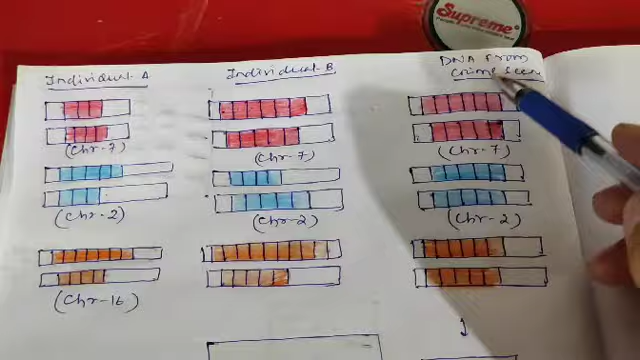 Supreme
Individual-A
Individual-B
DNA from
Crime Scen
(Chr-7)
(Chr-7)
(Chr-7)
(Chr-2)
(Chr-2)
(Chr-2)
(Chr-16)